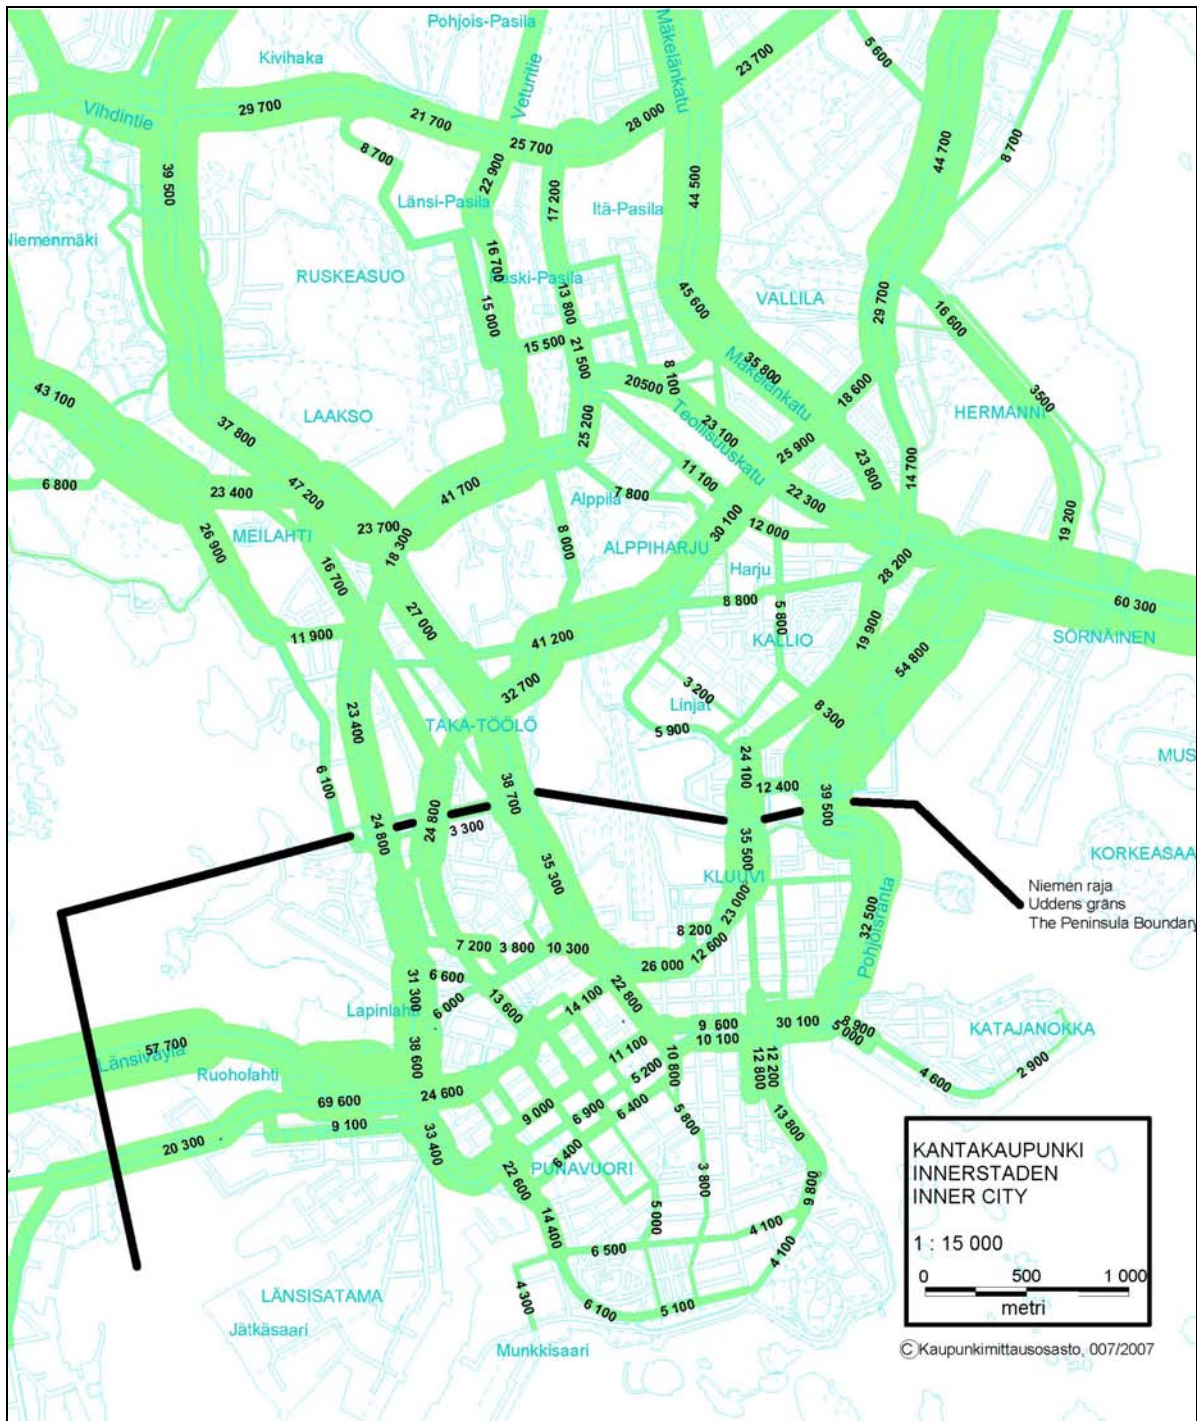 Pohjois-Pasila
Mäkelänkatu
Kivihaka
5 600
23 700
Veturitie
Vihdintie
29 700
21 700
28 000
25 700
44 700
8 700
8 700
39 500
22 900
17 200
44 500
Länsi-Pasila
Itä-Pasila
Niemenmäki
16 700
RUSKEASUO
Keski-Pasila
13 800
45 600
VALLILA
29 700
16 600
15 000
15 500
21 500
35 800
Mäkelänkatu
8 100
20500
43 100
18 600
3500
LAAKSO
HERMANNI
37 800
25 200
Teollisuuskatu
23 100
25 900
23 800
14 700
6 800
23 400
47 200
41 700
11 100
7 800
22 300
Alppila
19 200
26 900
MEILAHTI
23 700
18 300
8 000
30 100
12 000
ALPPIHARJU
16 700
Harju
28 200
27 000
8 800
5 800
60 300
11 900
41 200
KALLIO
19 900
SÖRNÄINEN
54 800
32 700
3 200
Linjat
23 400
TAKA-TÖÖLÖ
5 900
8 300
24 100
MUS
6 100
38 700
12 400
39 500
24 800
24 800
3 300
35 500
KORKEASAA
35 300
KLUUVI
Niemen raja
Uddens gräns
The Peninsula Boundary
23 000
32 500
Pohjoisranta
8 200
7 200
3 800
10 300
12 600
26 000
31 300
6 600
6 000
13 600
14 100
22 800
Lapinlahti
9 600
30 100
8 900
5 000
KATAJANOKKA
10 100
57 700
Länsiväylä
38 600
11 100
10 800
12 800
12 200
Ruoholahti
5 200
4 600
2 900
69 600
24 600
9 000
6 900
6 400
5 800
13 800
9 100
20 300
33 400
6 400
PUNAVUORI
22 600
3 800
9 800
5 000
14 400
4 100
6 500
4 100
4 300
6 100
5 100
LÄNSISATAMA
Jätkäsaari
Munkkisaari
KANTAKAUPUNKI
INNERSTADEN
INNER CITY
1 : 15 000
0 500 1 000
metri
© Kaupunkimittausosasto, 007/2007